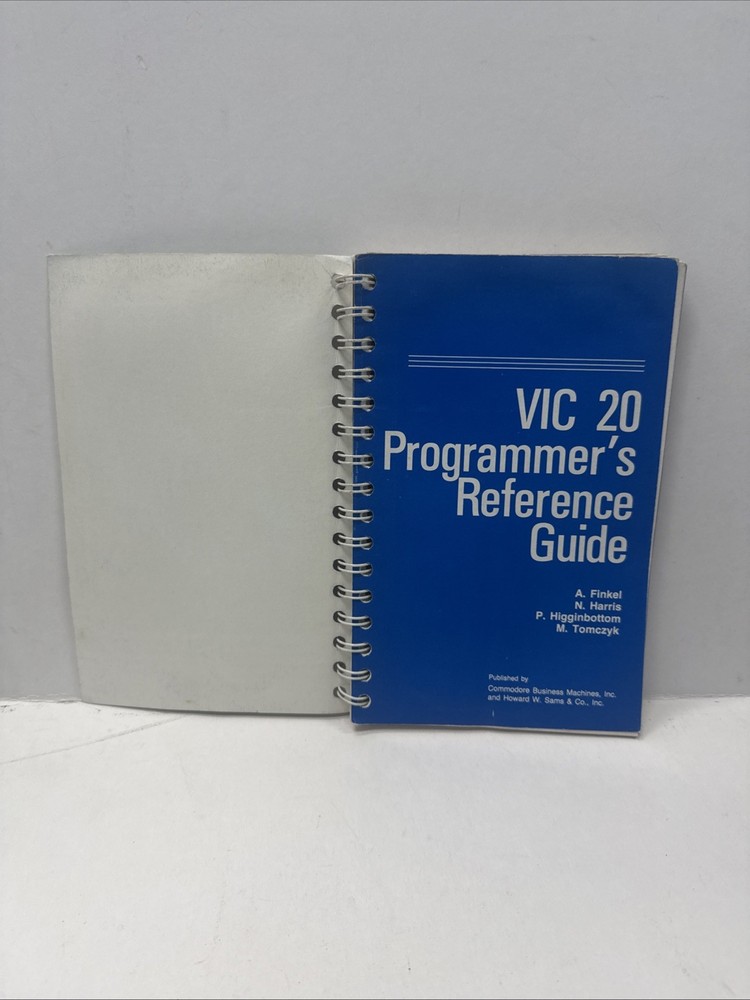 VIC 20
Programmer's
Reference
Guide
A. Finkel
N. Harris
P. Higginbottom
M. Tomczyk
Published by
Commodore Business Machines, Inc.
and Howard W. Sams & Co., Inc.